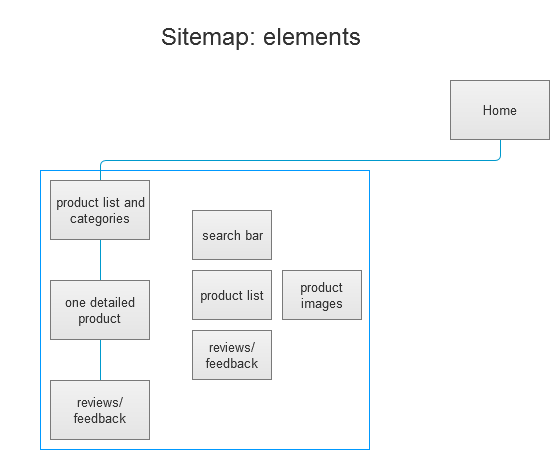 Sitemap: elements
Home
product list and
categories
search bar
one detailed
product
product list
product
images
reviews/
feedback
reviews/
feedback